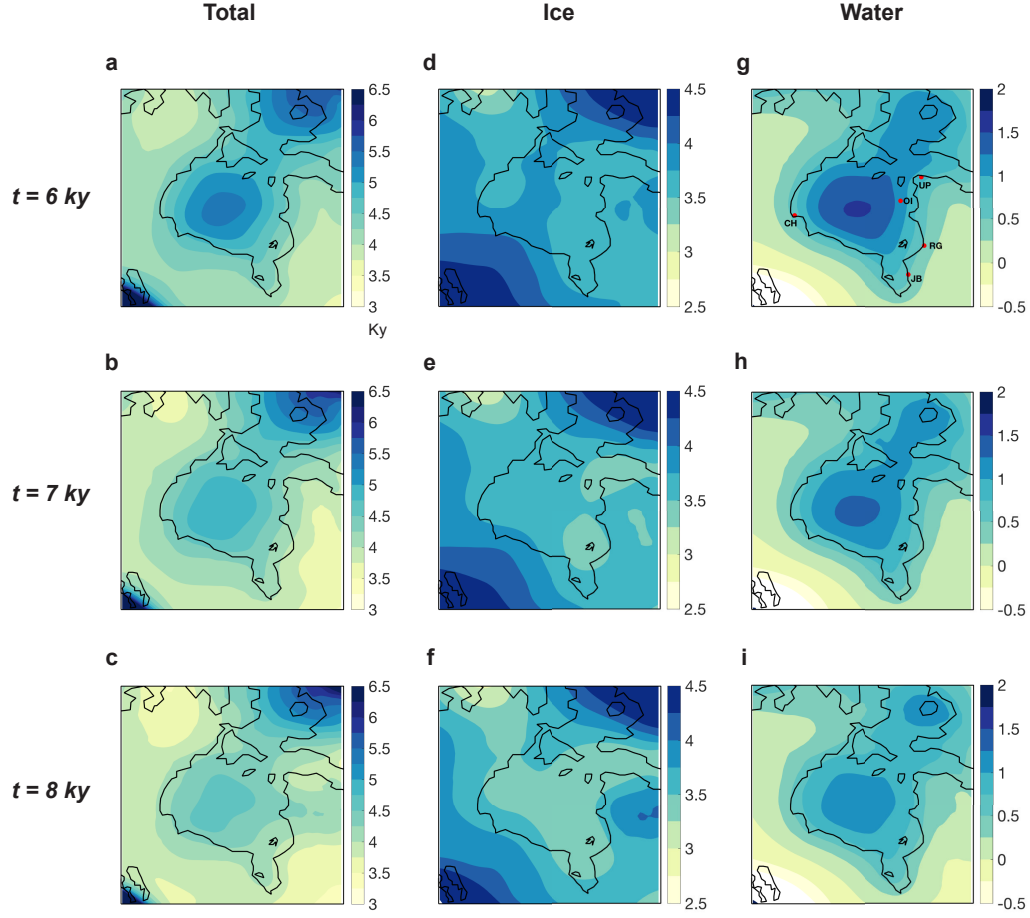 Total Ice Water
a d g
6.5 4.5 2
6
5.5 4 1.5
5 1
t = 6 ky 4.5 3.5 UP
OI 0.5
CH
4 RG
3.5 3 JB 0
3 2.5 -0.5
Ky
b e h
6.5 4.5 2
6
5.5 4 1.5
5 1
t = 7 ky 4.5 3.5
0.5
4
3.5 3 0
3 2.5 -0.5
c f i
6.5 4.5 2
6
5.5 4 1.5
5 1
t = 8 ky 4.5 3.5
0.5
4
3.5 3 0
3 2.5 -0.5